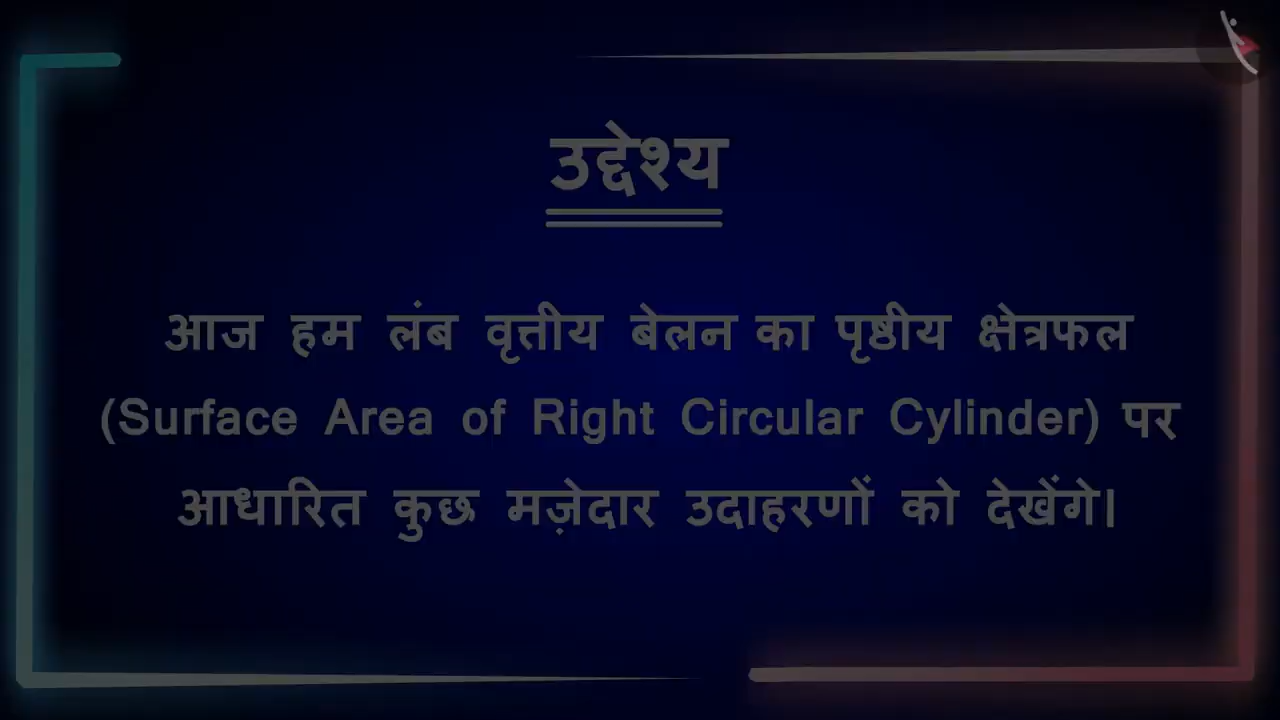 उद्देश्य
आज हम लंब वृत्तीय बेलन का पृष्ठीय क्षेत्रफल
(Surface Area of Right Circular Cylinder) पर
आधारित कुछ मज़ेदार उदाहरणों को देखेंगे।